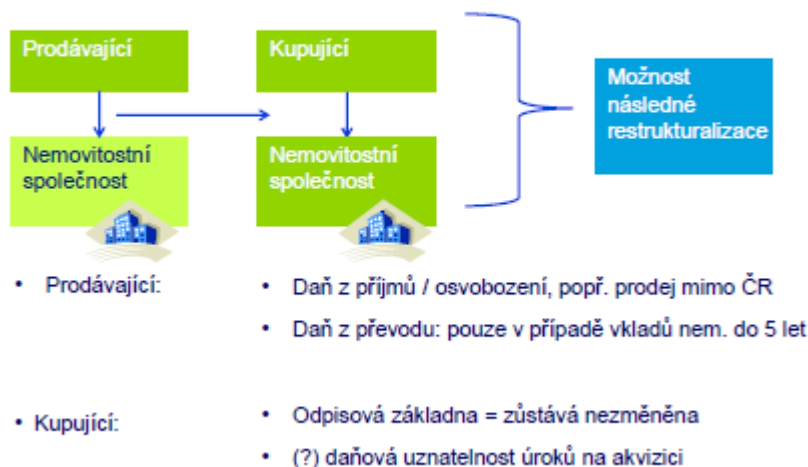 Prodávající
Kupující
Možnost
následné
restrukturalizace
Nemovitostní
společnost
Nemovitostní
společnost
• Prodávající:
• Daň z příjmů / osvobození, popř. prodej mimo ČR
• Daň z převodu: pouze v případě vkladů nem. do 5 let
• Kupující:
• Odpisová základna = zůstává nezměněna
• (?) daňová uznatelnost úroků na akvizici